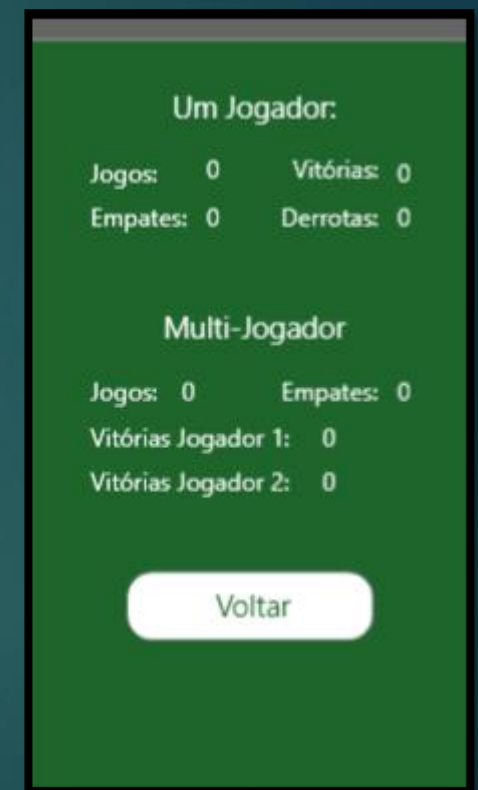 Um Jogador:
Jogos: 0 Vitórias: 0
Empates: 0 Derrotas: 0
Multi-Jogador
Jogos: 0 Empates: 0
Vitórias Jogador 1: 0
Vitórias Jogador 2: 0
Voltar